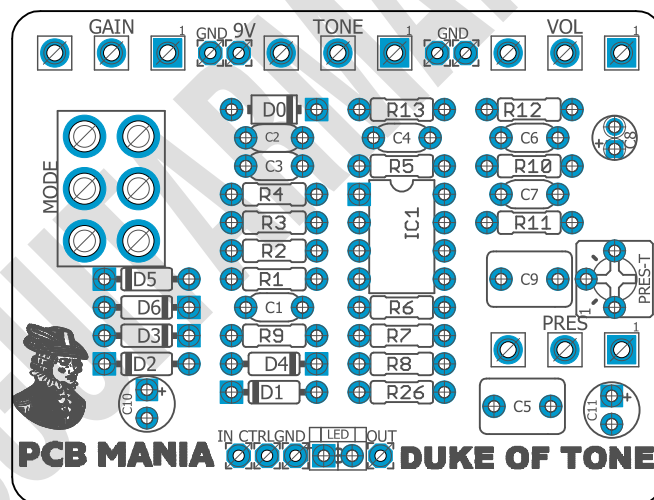 GAIN 1 GND 9V TONE 1 GND VOL 1
D0 R13 R12
C2 C4 C6 C8 +
C3 R5 R10
MODE R4 IC1 C7
R3 R11
R2
D5 R1 C9 PRES-T 1
D6 C1 R6
D3 R9 R7 PRES 1
D2 D4 R8
C10 + D1 R26 C5 C11 +
IN CTRL GND LED OUT
PCB MANIA DUKE OF TONE